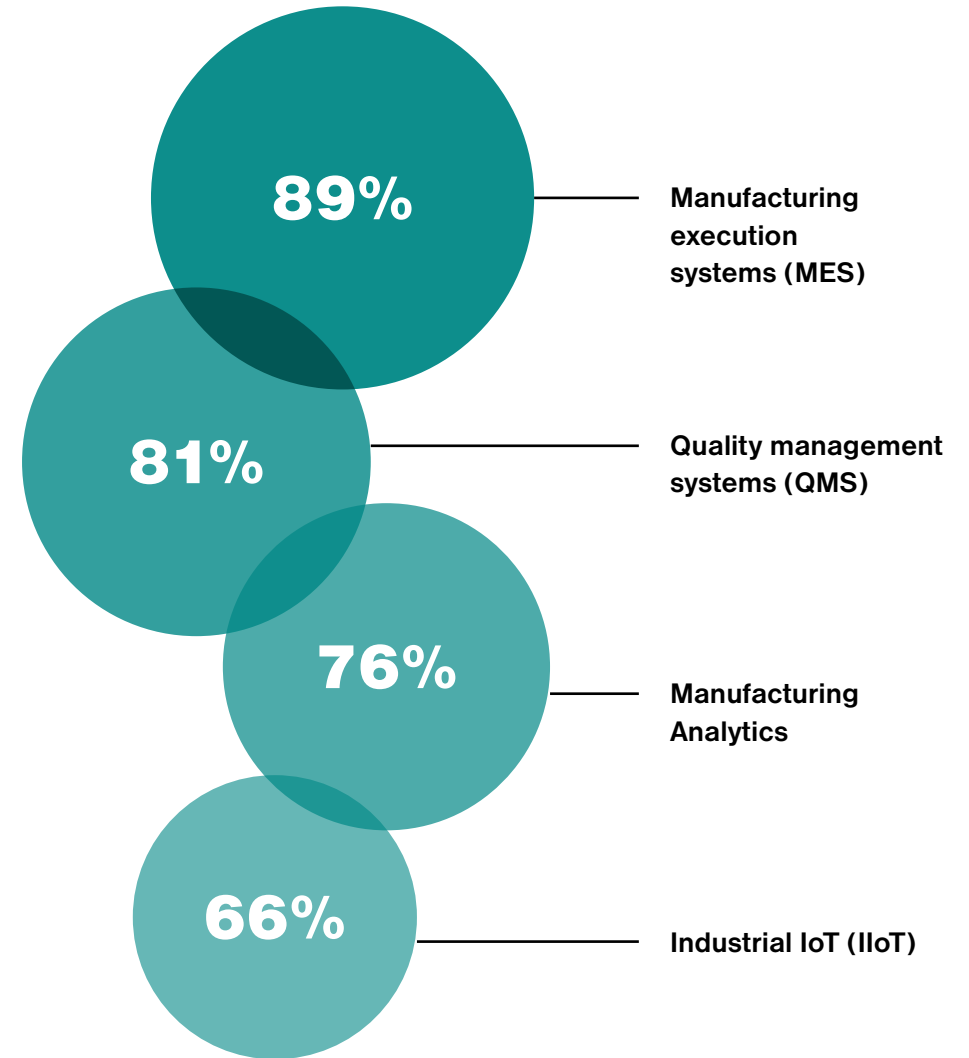 89%
Manufacturing
execution
systems (MES)
81%
Quality management
systems (QMS)
76%
Manufacturing
Analytics
66%
Industrial IoT (IIoT)